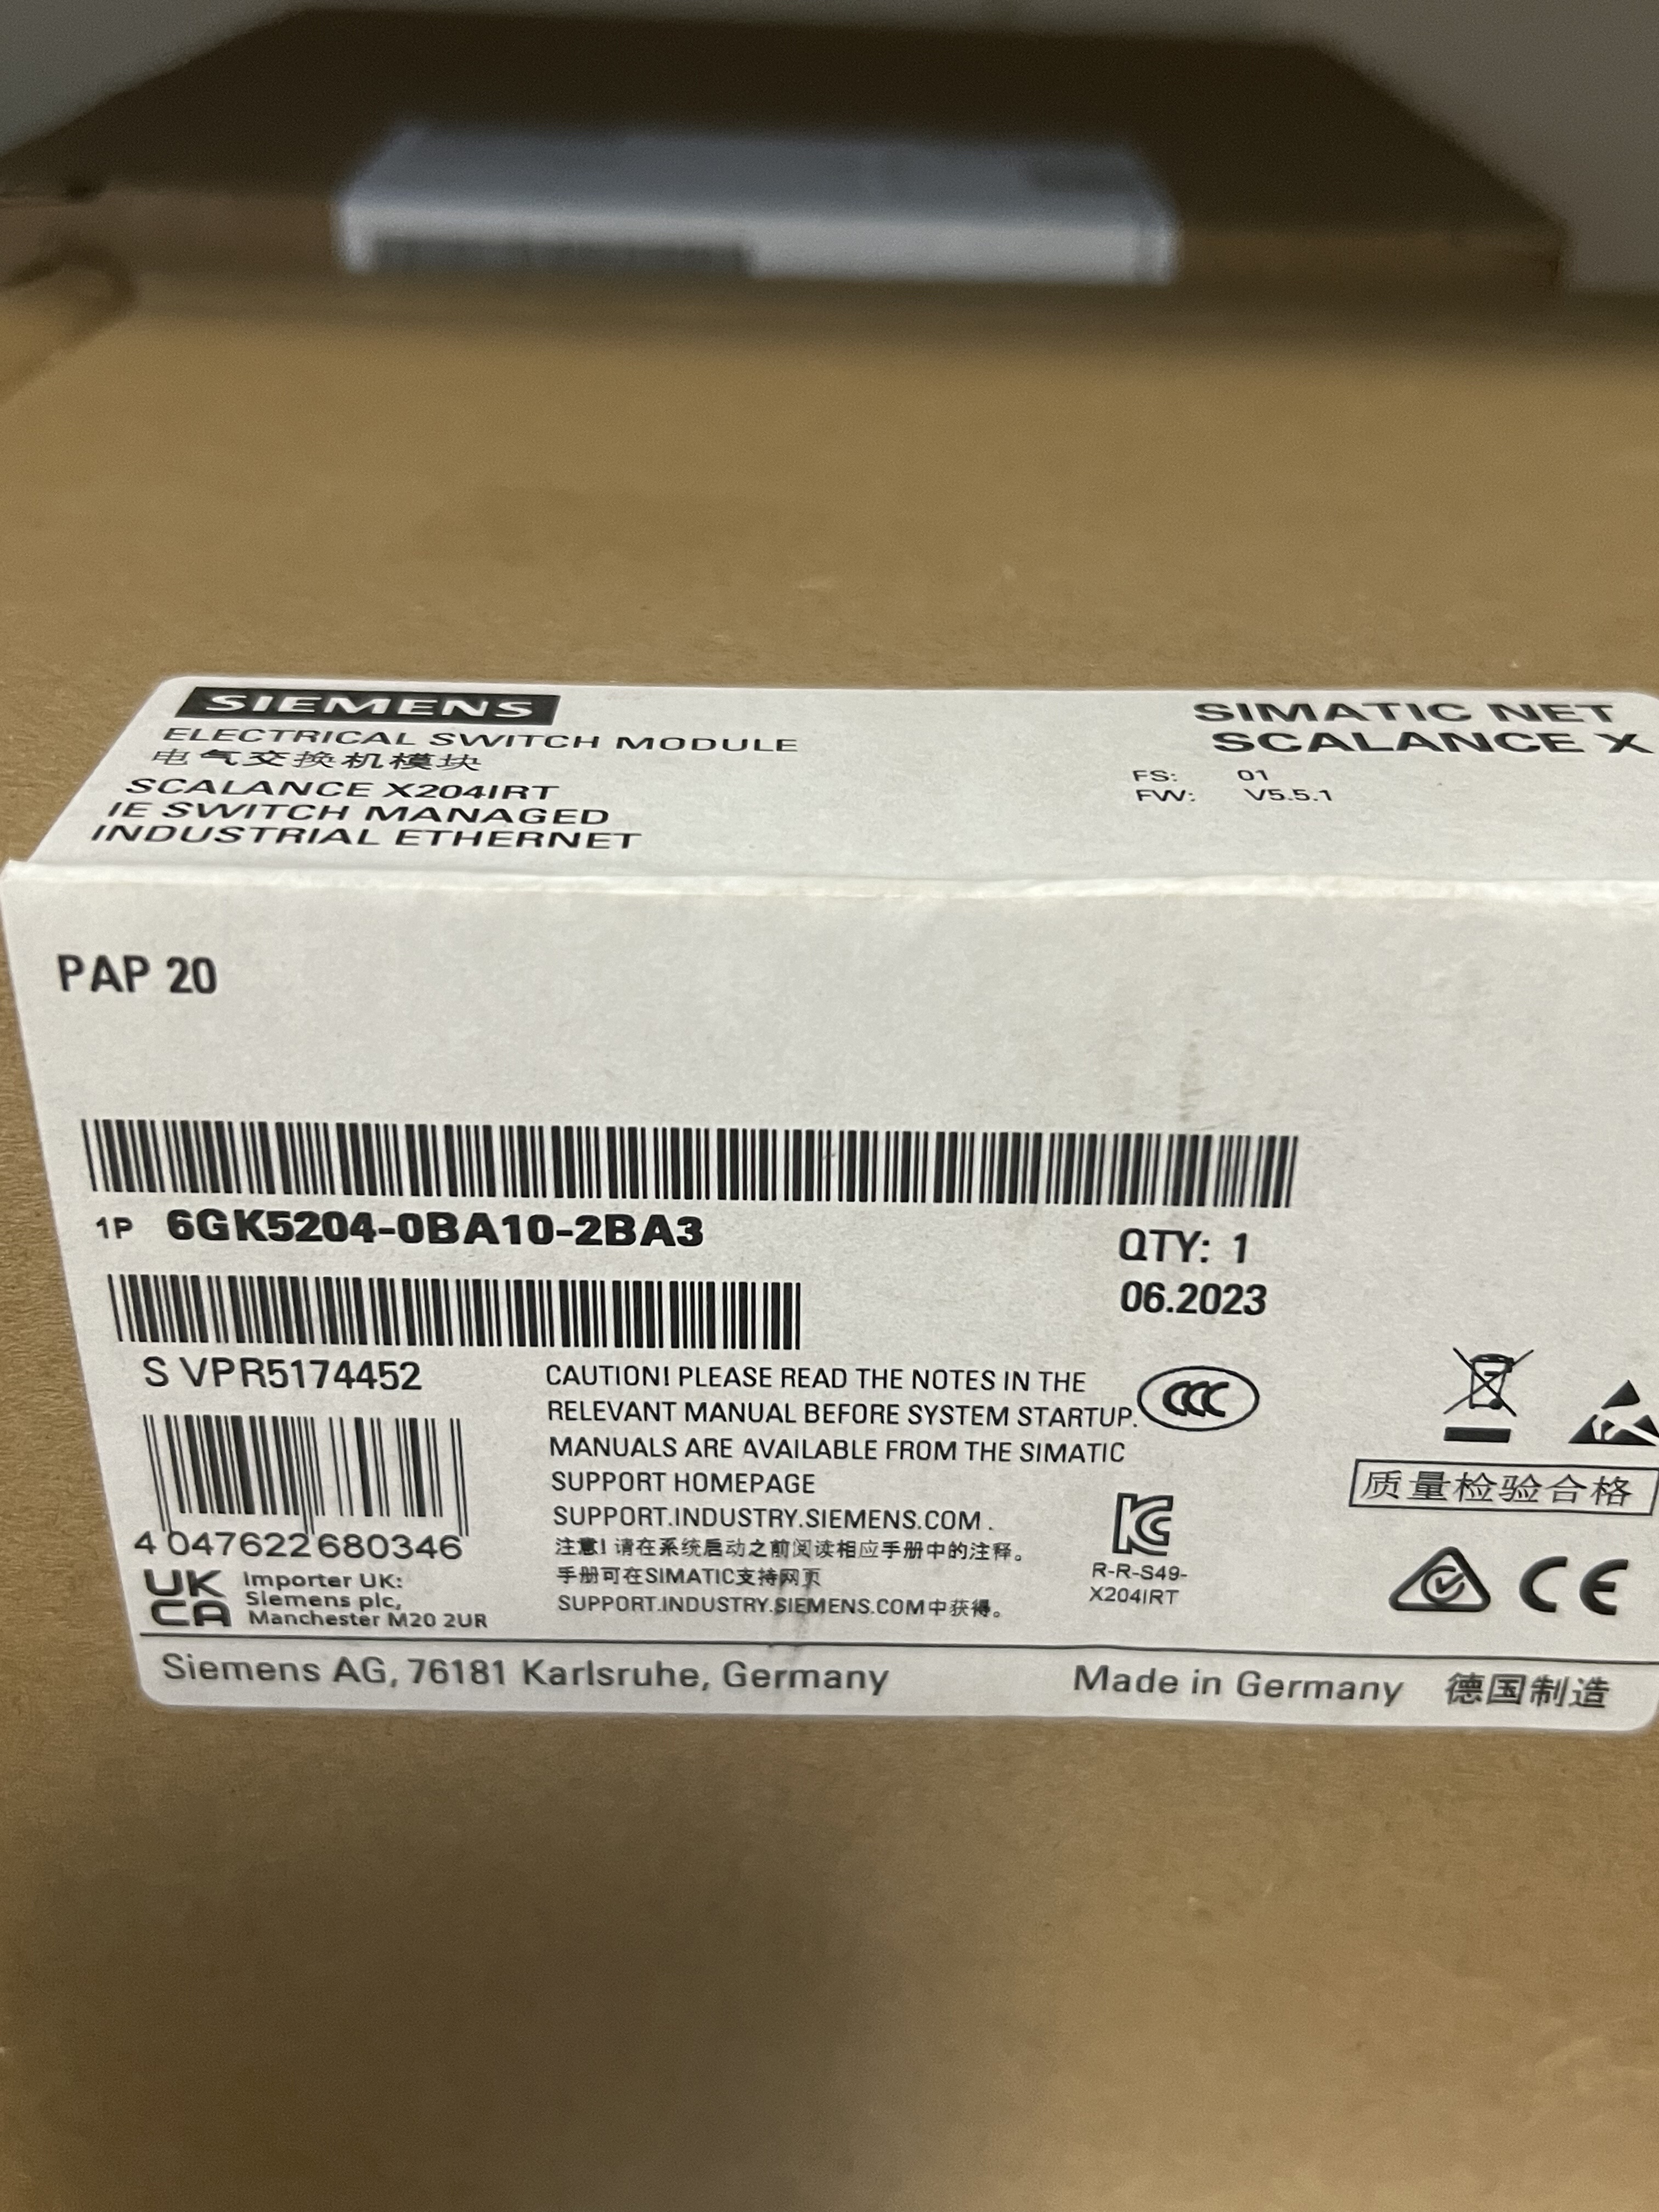 SIEMENS
ELECTRICAL SWITCH MODULE
电气交换机模块
SCALANCE X204IRT
IE SWITCH MANAGED
INDUSTRIAL ETHERNET
SIMATIC NET
SCALANCE X
FS: 01
FW: V5.5.1
PAP 20
1P 6GK5204-0BA10-2BA3
QTY: 1
06.2023
S VPR5174452
CAUTION! PLEASE READ THE NOTES IN THE
RELEVANT MANUAL BEFORE SYSTEM STARTUP.
MANUALS ARE AVAILABLE FROM THE SIMATIC
SUPPORT HOMEPAGE
SUPPORT.INDUSTRY.SIEMENS.COM .
注意! 请在系统启动之前阅读相应手册中的注释。
手册可在SIMATIC支持网页
SUPPORT.INDUSTRY.SIEMENS.COM中获得。
4 047622 680346
UK
CA
Importer UK:
Siemens plc,
Manchester M20 2UR
CCC
KC
R-R-S49-
X204IRT
质量检验合格
CE
Siemens AG, 76181 Karlsruhe, Germany
Made in Germany 德国制造